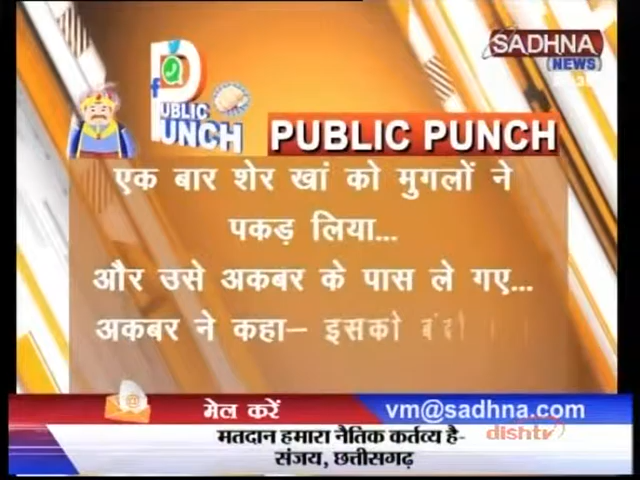 SADHNA
NEWS
PUBLIC
PUNCH
PUBLIC PUNCH
एक बार शेर खां को मुगलों ने
पकड़ लिया...
और उसे अकबर के पास ले गए...
अकबर ने कहा– इसको
मेल करें
vm@sadhna.com
मतदान हमारा नैतिक कर्तव्य है-
संजय, छत्तीसगढ़
dishtv